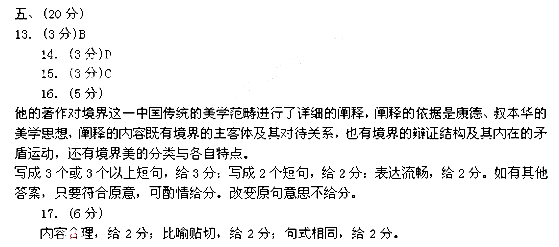 五、(20分)
13. (3分)B
14. (3分)D
15. (3分)C
16. (5分)
他的著作对境界这一中国传统的美学范畴进行了详细的阐释，阐释的依据是康德、叔本华的
美学思想，阐释的内容既有境界的主客体及其对待关系，也有境界的辩证结构及其内在的矛
盾运动，还有境界美的分类与各自特点。
写成3个或3个以上短句，给3分；写成2个短句，给2分；表达流畅，给2分。如有其他
答案，只要符合原意，可酌情给分。改变原句意思不给分。
17. (6分)
内容合理，给2分；比喻贴切，给2分；句式相同，给2分。